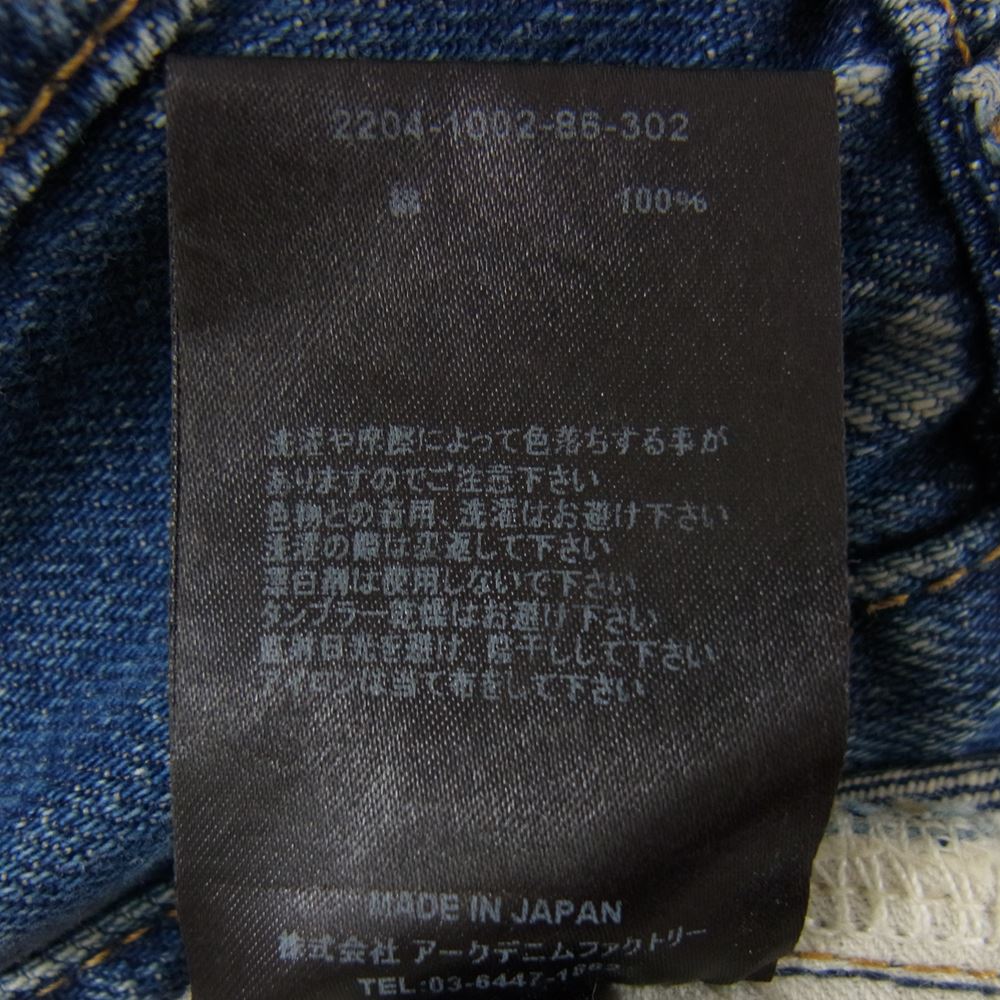 2204-1002-86-302
綿 100%
洗濯や摩擦によって色落ちする事が
ありますのでご注意下さい
色物との着用、洗濯はお避け下さい
洗濯の際は裏返して下さい
漂白剤は使用しないで下さい
タンブラー乾燥はお避け下さい
直射日光を避け、陰干しして下さい
アイロンは当て布をして下さい
MADE IN JAPAN
株式会社 アークデニムファクトリー
TEL:03-6447-